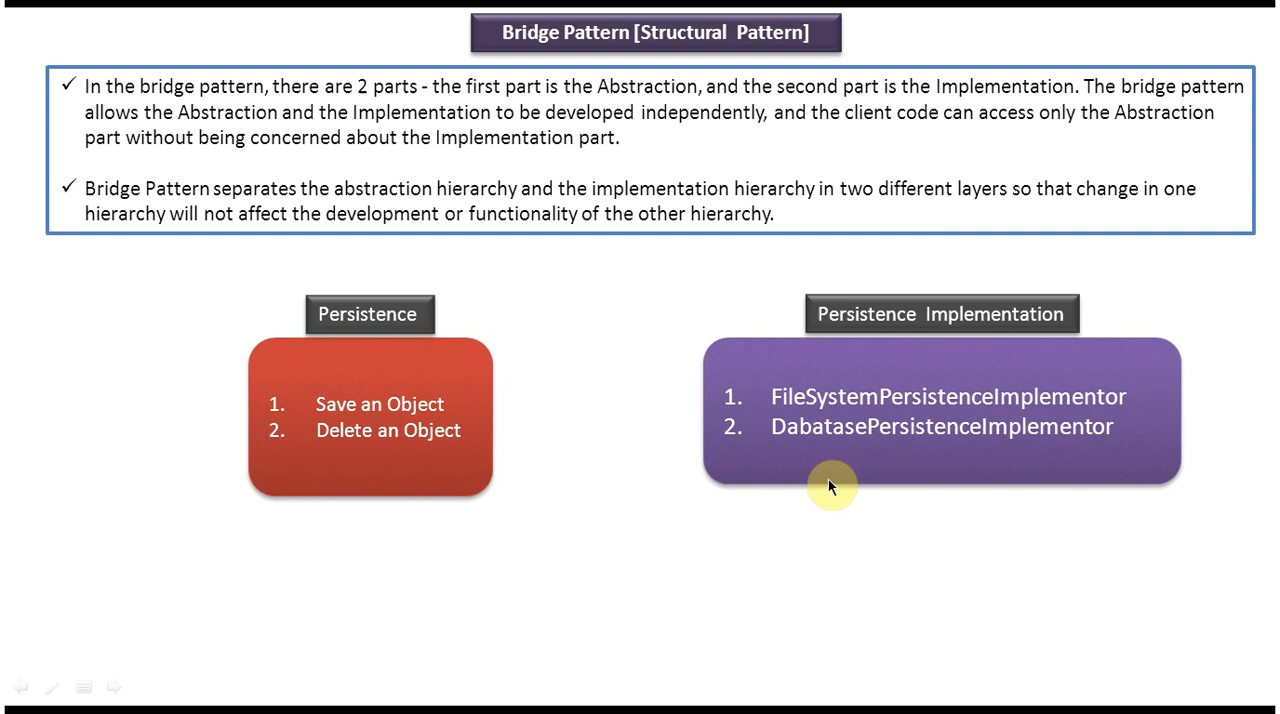 Bridge Pattern [Structural Pattern]
✓ In the bridge pattern, there are 2 parts - the first part is the Abstraction, and the second part is the Implementation. The bridge pattern
allows the Abstraction and the Implementation to be developed independently, and the client code can access only the Abstraction
part without being concerned about the Implementation part.
✓ Bridge Pattern separates the abstraction hierarchy and the implementation hierarchy in two different layers so that change in one
hierarchy will not affect the development or functionality of the other hierarchy.
Persistence
1. Save an Object
2. Delete an Object
Persistence Implementation
1. FileSystemPersistenceImplementor
2. DabatasePersistenceImplementor